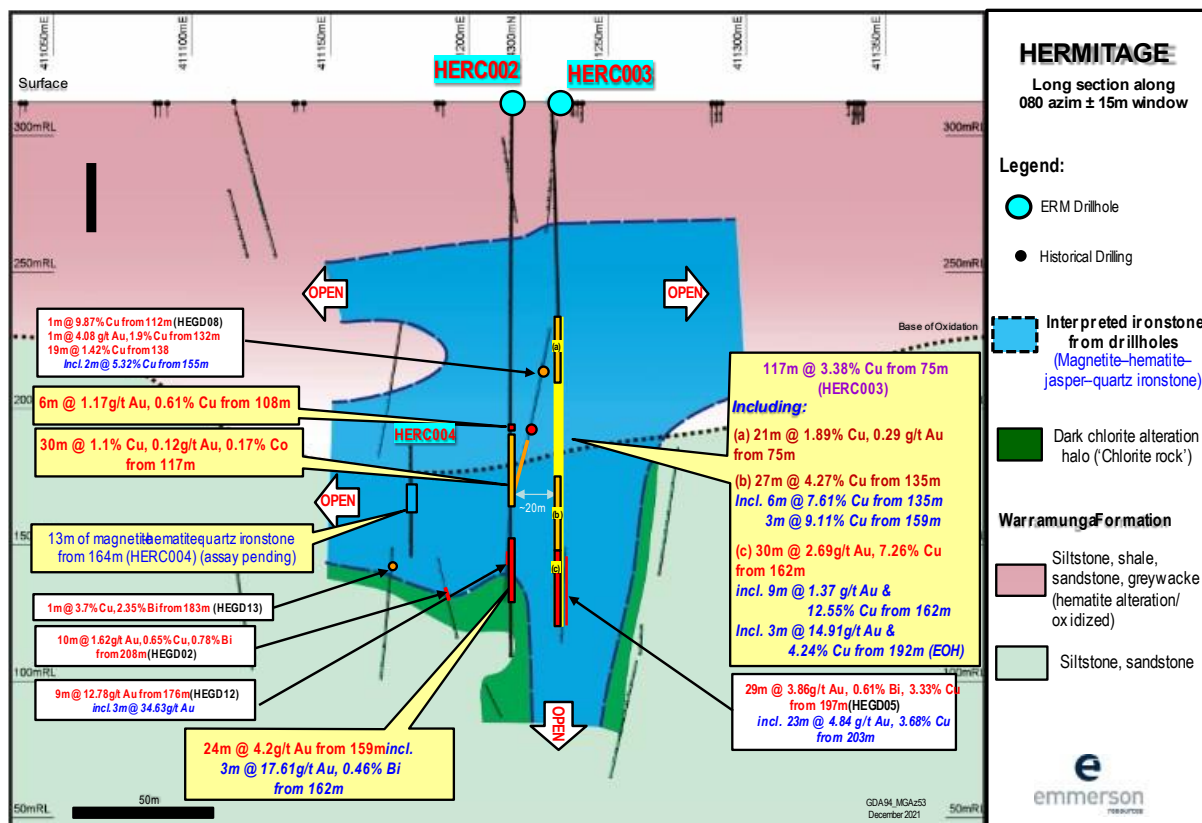 411050mE
411100mE
411150mE
411200mE
4300mN
411250mE
411300mE
411350mE
HERC002
HERC003
Surface
300mRL
300mRL
250mRL
250mRL
OPEN
OPEN
Base of Oxidation
1m @ 9.87% Cu from 112m (HEGD08)
1m @ 4.08 g/t Au, 1.9% Cu from 132m
19m @ 1.42% Cu from 138
Incl. 2m @ 5.32% Cu from 155m
(a)
200mRL
200mRL
6m @ 1.17g/t Au, 0.61% Cu from 108m
HERC004
30m @ 1.1% Cu, 0.12g/t Au, 0.17% Co
from 117m
OPEN
~20m
(b)
150mRL
13m of magnetite-hematite quartz ironstone
from 164m (HERC004) (assay pending)
(c)
1m @ 3.7% Cu, 2.35% Bi from 183m (HEGD13)
10m @ 1.62g/t Au, 0.65% Cu, 0.78% Bi
from 208m (HEGD02)
100mRL
100mRL
9m @ 12.78g/t Au from 176m (HEGD12)
incl. 3m @ 34.63g/t Au
24m @ 4.2g/t Au from 159m incl.
3m @ 17.61g/t Au, 0.46% Bi
from 162m
OPEN
117m @ 3.38% Cu from 75m
(HERC003)
Including:
(a) 21m @ 1.89% Cu, 0.29 g/t Au
from 75m
(b) 27m @ 4.27% Cu from 135m
Incl. 6m @ 7.61% Cu from 135m
3m @ 9.11% Cu from 159m
(c) 30m @ 2.69g/t Au, 7.26% Cu
from 162m
incl. 9m @ 1.37 g/t Au &
12.55% Cu from 162m
Incl. 3m @ 14.91g/t Au &
4.24% Cu from 192m (EOH)
29m @ 3.86g/t Au, 0.61% Bi, 3.33% Cu
from 197m (HEGD05)
incl. 23m @ 4.84 g/t Au, 3.68% Cu
from 203m
50m
50mRL
50mRL
GDA94_MGAz53
December 2021
HERMITAGE
Long section along
080 azim ± 15m window
Legend:
ERM Drillhole
Historical Drilling
Interpreted ironstone
from drillholes
(Magnetite–hematite–
jasper–quartz ironstone)
Dark chlorite alteration
halo ('Chlorite rock')
Warramunga Formation
Siltstone, shale,
sandstone, greywacke
(hematite alteration/
oxidized)
Siltstone, sandstone
e
emmerson
resources